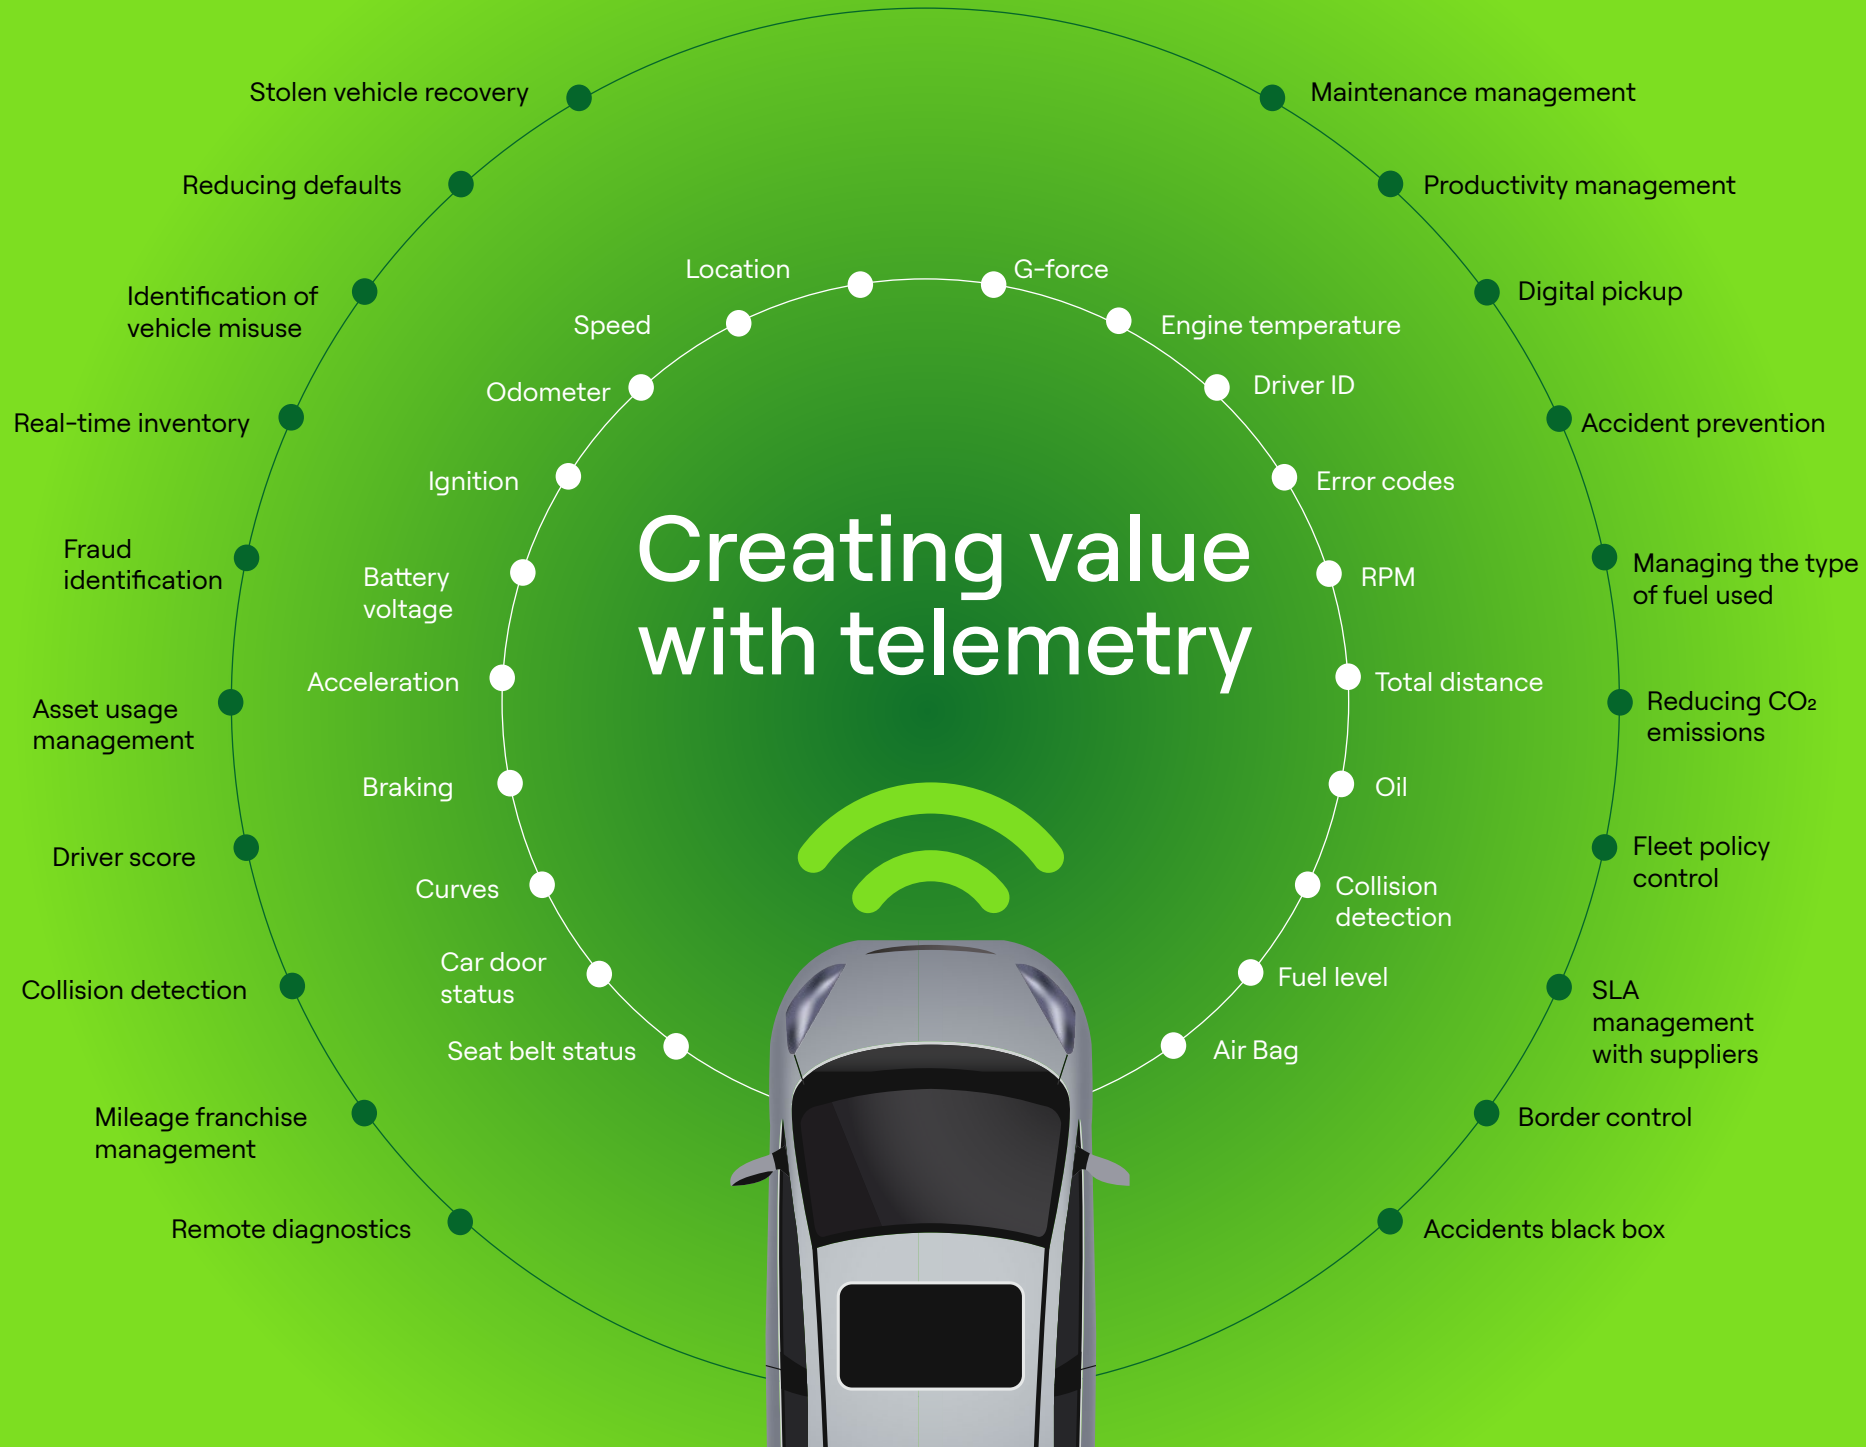 Creating value
with telemetry
Stolen vehicle recovery
Reducing defaults
Identification of
vehicle misuse
Real-time inventory
Fraud
identification
Asset usage
management
Driver score
Collision detection
Mileage franchise
management
Remote diagnostics
Location
Speed
Odometer
Ignition
Battery
voltage
Acceleration
Braking
Curves
Car door
status
Seat belt status
G-force
Engine temperature
Driver ID
Error codes
RPM
Total distance
Oil
Collision
detection
Fuel level
Air Bag
Maintenance management
Productivity management
Digital pickup
Accident prevention
Managing the type
of fuel used
Reducing CO₂
emissions
Fleet policy
control
SLA
management
with suppliers
Border control
Accidents black box